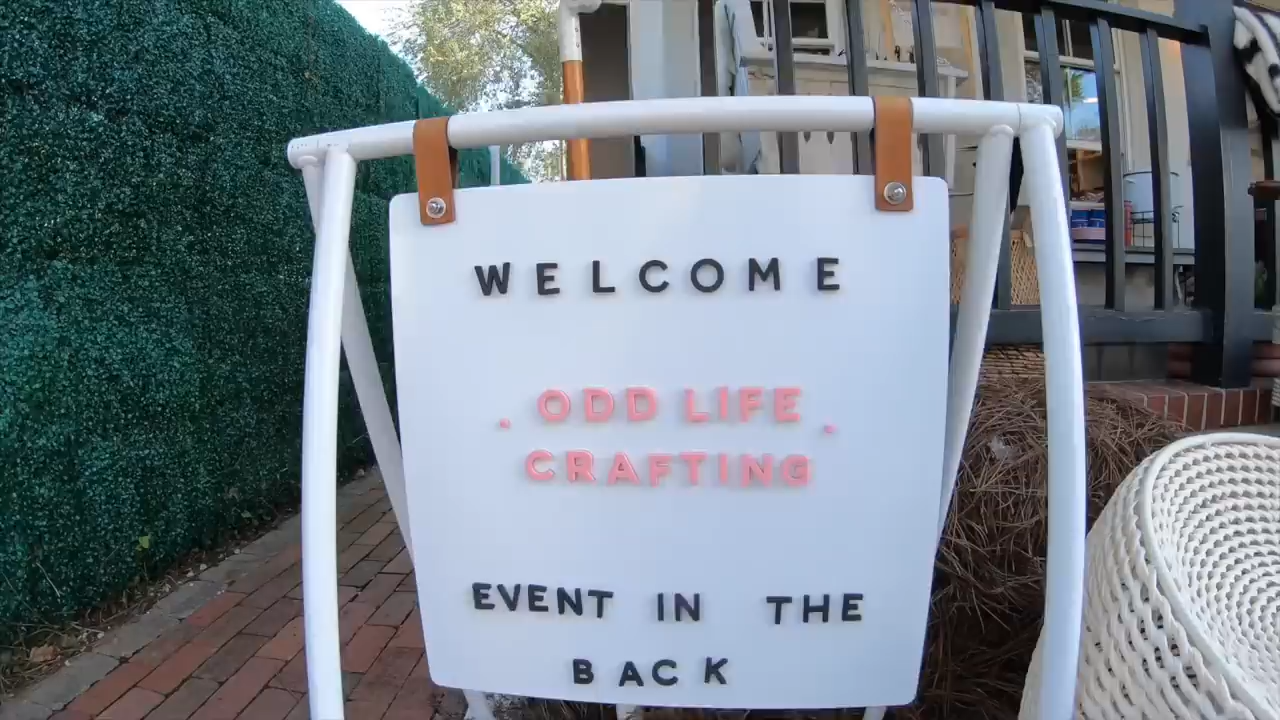 WELCOME
. ODD LIFE .
CRAFTING
EVENT IN THE
BACK